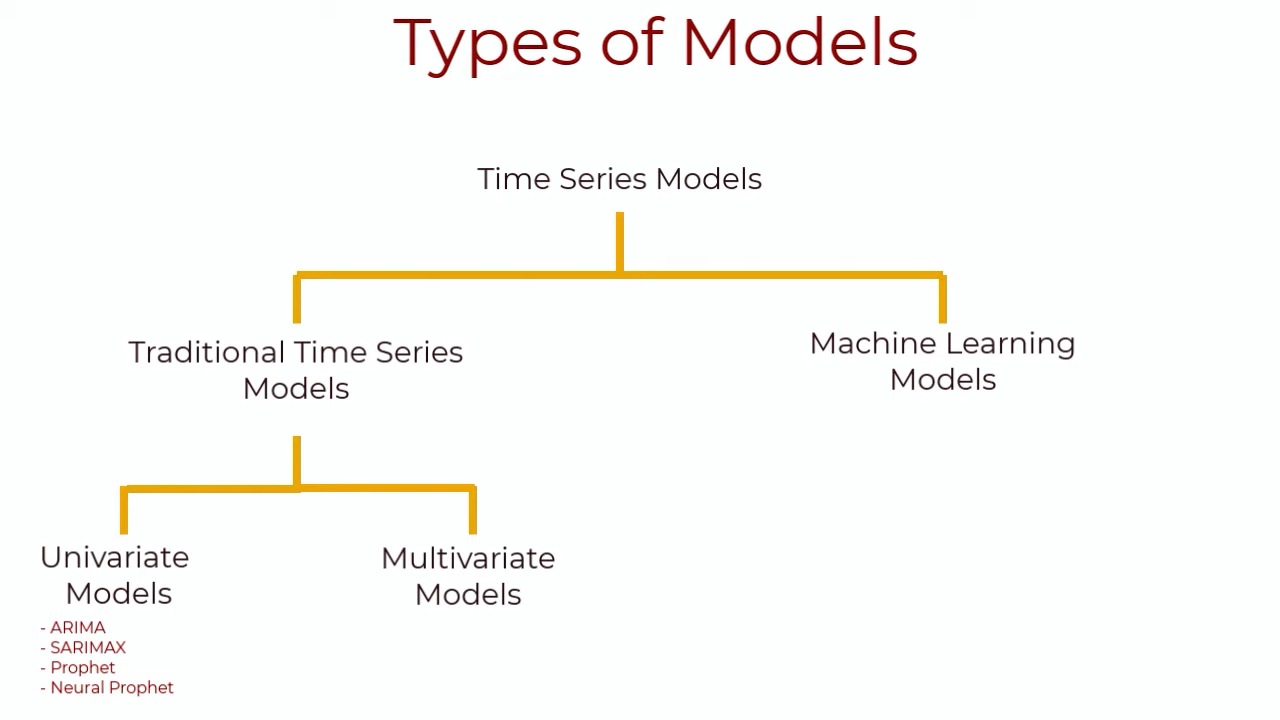 Types of Models
Time Series Models
Traditional Time Series
Models
Machine Learning
Models
Univariate
Models
- ARIMA
- SARIMAX
- Prophet
- Neural Prophet
Multivariate
Models